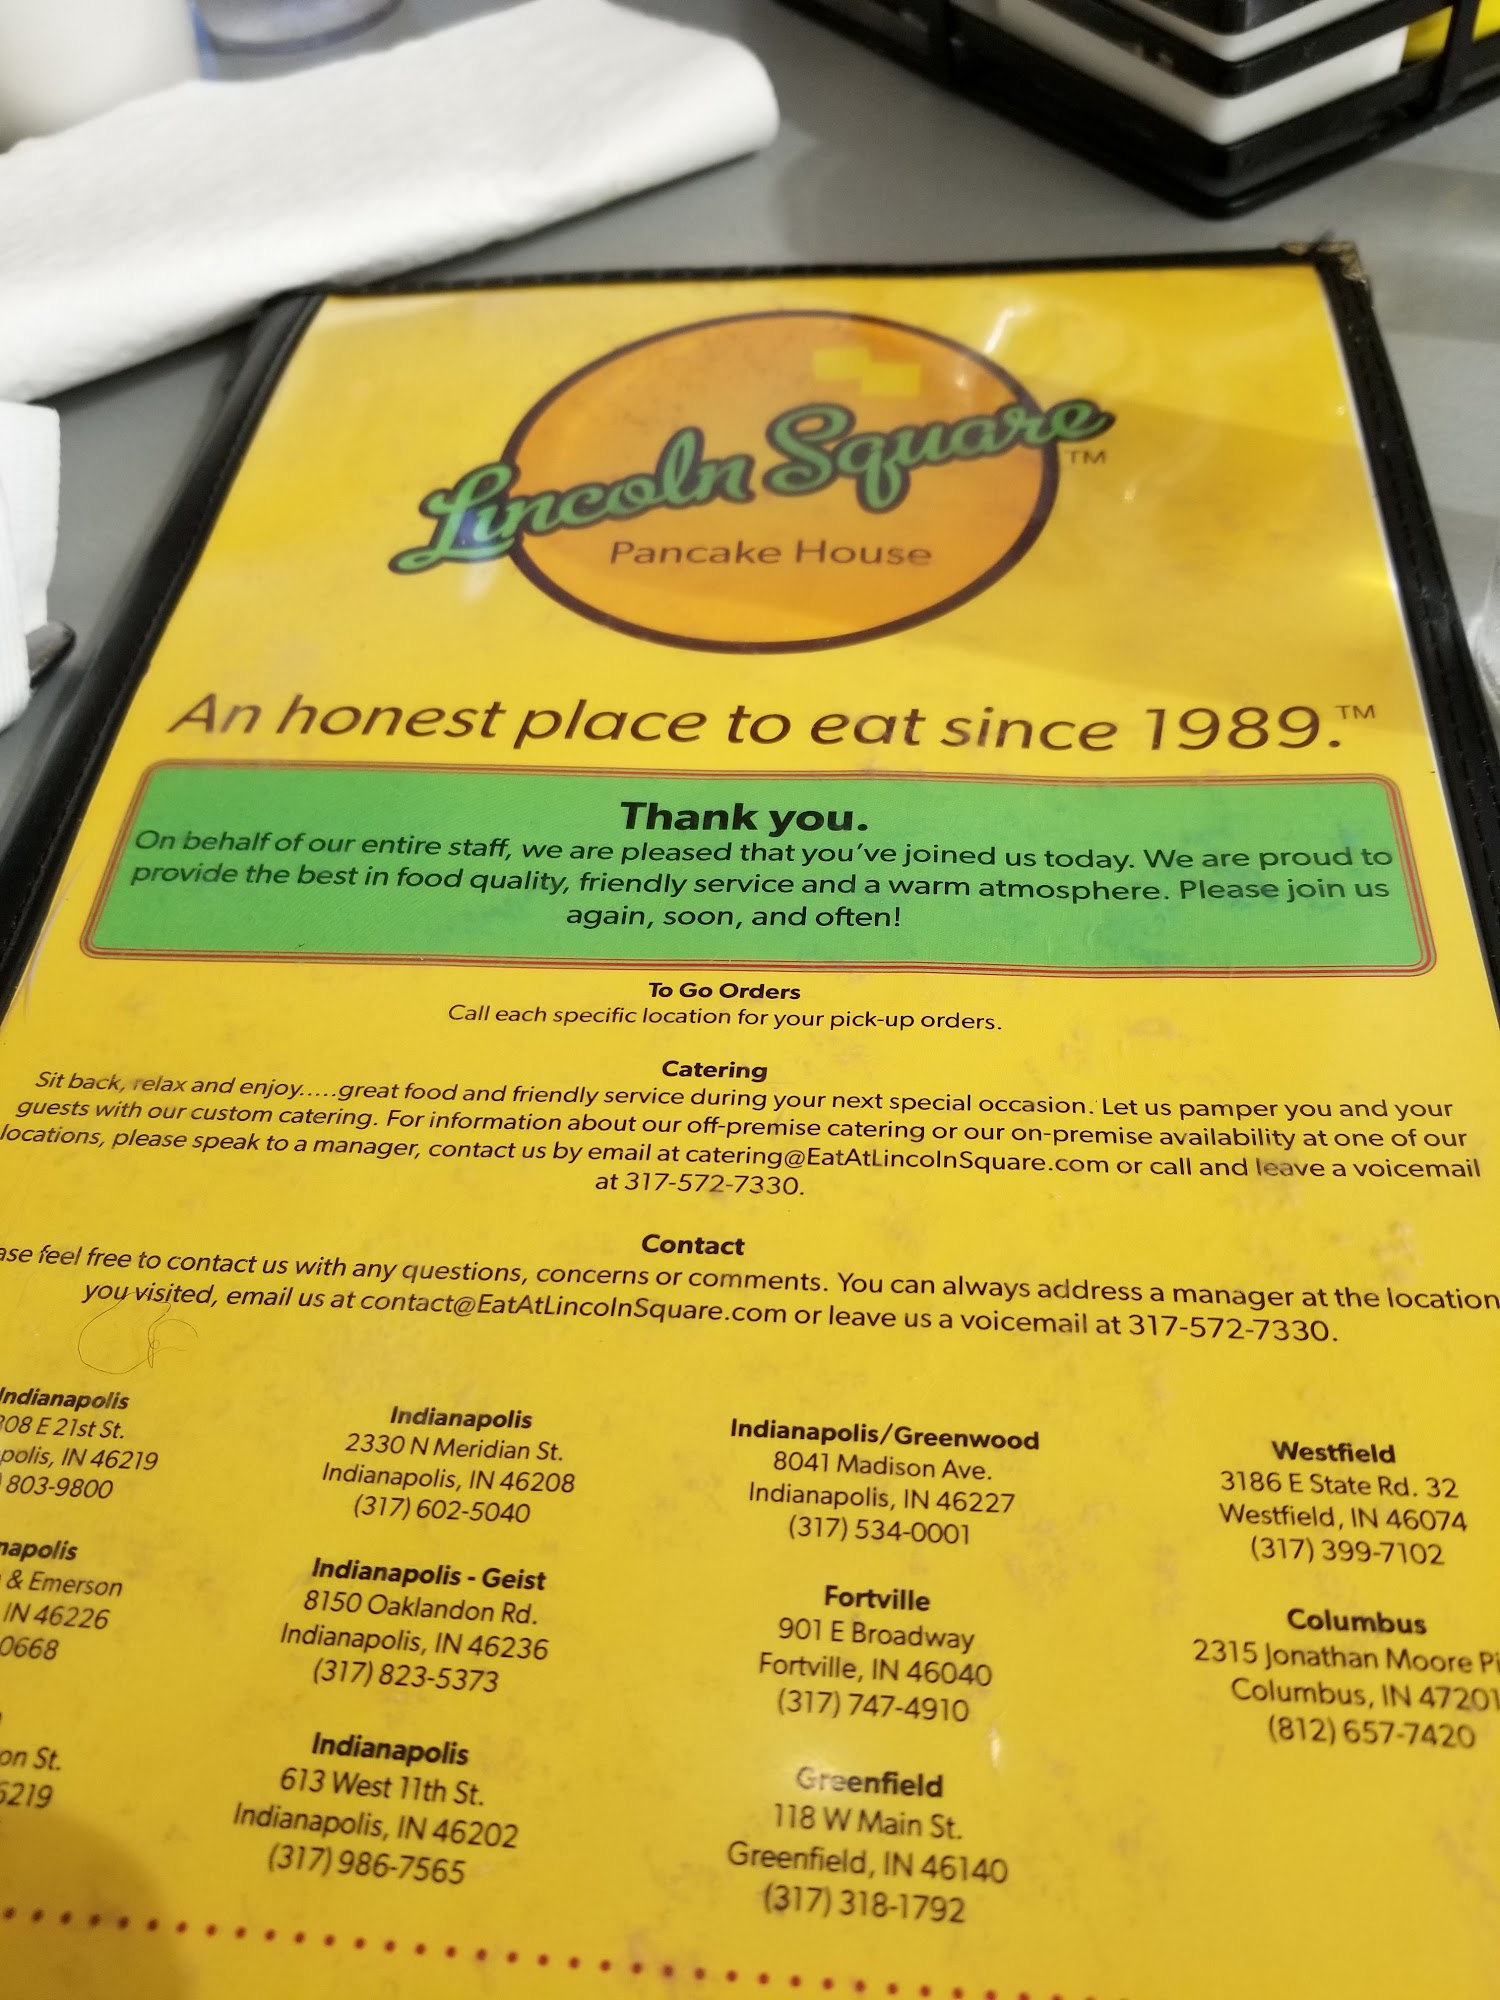 Lincoln Square TM
Pancake House
An honest place to eat since 1989.™
Thank you.
On behalf of our entire staff, we are pleased that you've joined us today. We are proud to
provide the best in food quality, friendly service and a warm atmosphere. Please join us
again, soon, and often!
To Go Orders
Call each specific location for your pick-up orders.
Catering
Sit back, relax and enjoy.....great food and friendly service during your next special occasion. Let us pamper you and your
guests with our custom catering. For information about our off-premise catering or our on-premise availability at one of our
locations, please speak to a manager, contact us by email at catering@EatAtLincolnSquare.com or call and leave a voicemail
at 317-572-7330.
Contact
feel free to contact us with any questions, concerns or comments. You can always address a manager at the location
you visited, email us at contact@EatAtLincolnSquare.com or leave us a voicemail at 317-572-7330.
Indianapolis
E 21st St.
IN 46219
803-9800
& Emerson
IN 46226
0668
St.
Indianapolis
2330 N Meridian St.
Indianapolis, IN 46208
(317) 602-5040
Indianapolis - Geist
8150 Oaklandon Rd.
Indianapolis, IN 46236
(317) 823-5373
Indianapolis
613 West 11th St.
Indianapolis, IN 46202
(317) 986-7565
Indianapolis/Greenwood
8041 Madison Ave.
Indianapolis, IN 46227
(317) 534-0001
Fortville
901 E Broadway
Fortville, IN 46040
(317) 747-4910
Greenfield
118 W Main St.
Greenfield, IN 46140
(317) 318-1792
Westfield
3186 E State Rd. 32
Westfield, IN 46074
(317) 399-7102
Columbus
2315 Jonathan Moore
Columbus, IN 47201
(812) 657-7420